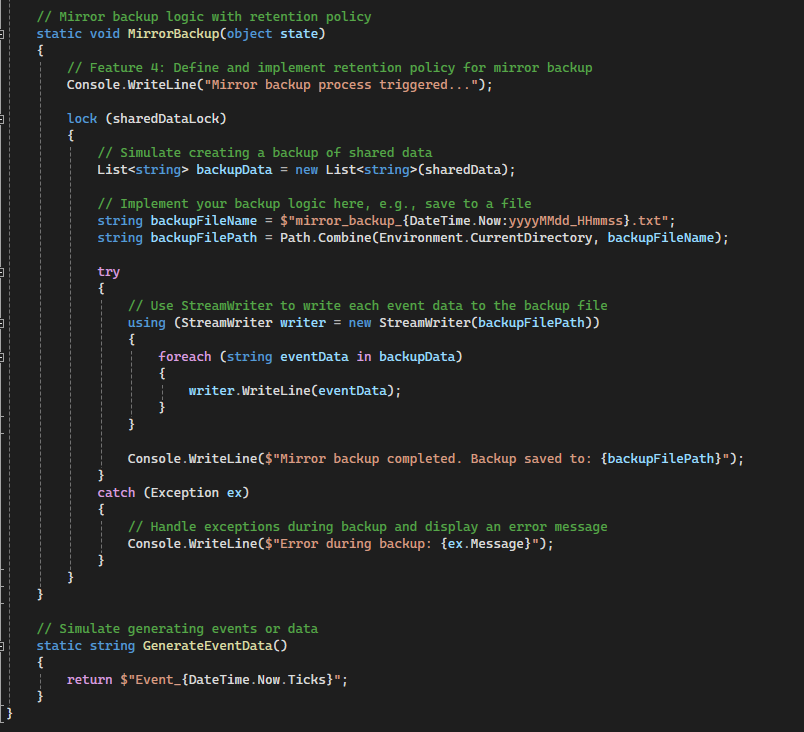 // Mirror backup logic with retention policy
static void MirrorBackup(object state)
{
// Feature 4: Define and implement retention policy for mirror backup
Console.WriteLine("Mirror backup process triggered...");
lock (sharedDataLock)
{
// Simulate creating a backup of shared data
List<string> backupData = new List<string>(sharedData);
// Implement your backup logic here, e.g., save to a file
string backupFileName = $"mirror_backup_{DateTime.Now:yyyyMMdd_HHmmss}.txt";
string backupFilePath = Path.Combine(Environment.CurrentDirectory, backupFileName);
try
{
// Use StreamWriter to write each event data to the backup file
using (StreamWriter writer = new StreamWriter(backupFilePath))
{
foreach (string eventData in backupData)
{
writer.WriteLine(eventData);
}
}
Console.WriteLine($"Mirror backup completed. Backup saved to: {backupFilePath}");
}
catch (Exception ex)
{
// Handle exceptions during backup and display an error message
Console.WriteLine($"Error during backup: {ex.Message}");
}
}
}
// Simulate generating events or data
static string GenerateEventData()
{
return $"Event_{DateTime.Now.Ticks}";
}
}